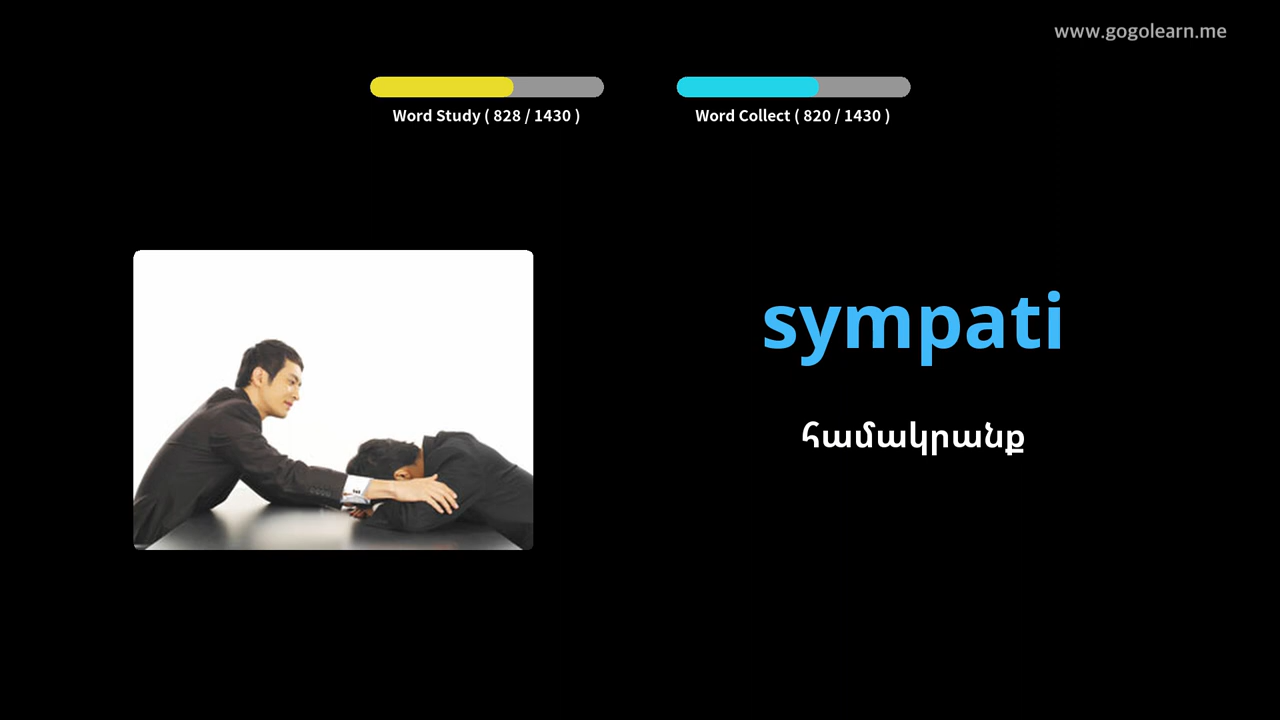 www.gogolearn.me
Word Study ( 828 / 1430 )
Word Collect ( 820 / 1430 )
sympati
համակրանք